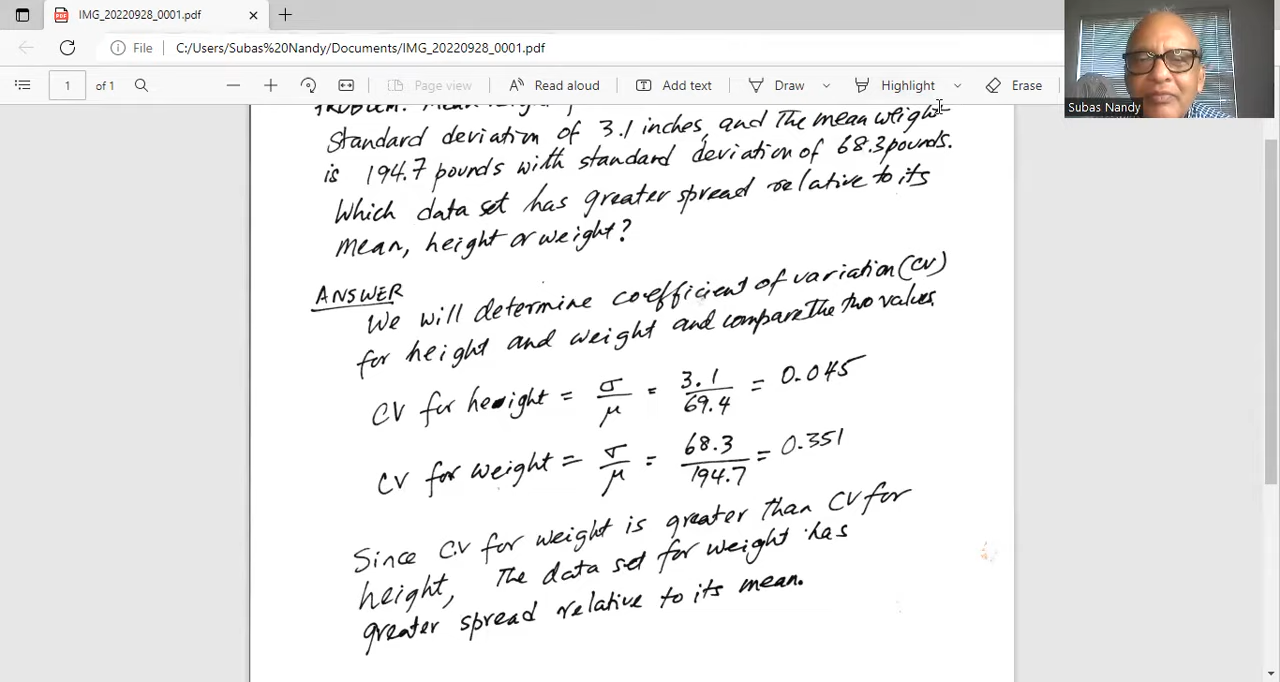 IMG_20220928_0001.pdf
File C:/Users/Subas%20Nandy/Documents/IMG_20220928_0001.pdf
1 of 1 Page view Read aloud Add text Draw Highlight Erase
Subas Nandy
PROBLEM: Mean height,
Standard deviation of 3.1 inches, and The mean weight
is 194.7 pounds with standard deviation of 68.3 pounds.
Which data set has greater spread relative to its
mean, height or weight?
ANSWER
We will determine coefficient of variation (CV)
for height and weight and compare The two values.
CV for height = σ/μ = 3.1/69.4 = 0.045
CV for weight = σ/μ = 68.3/194.7 = 0.351
Since CV for weight is greater than CV for
height, The data set for weight has
greater spread relative to its mean.